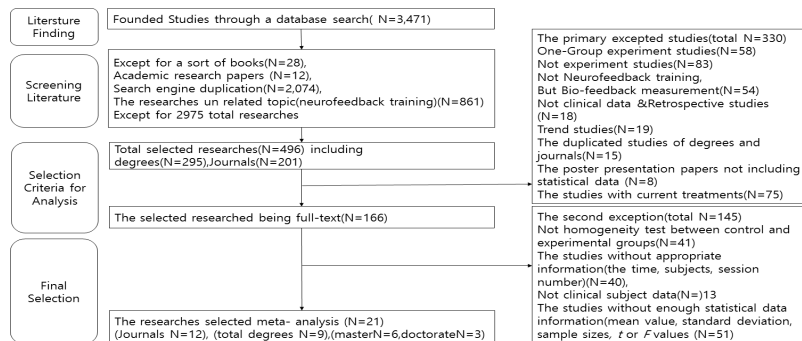 Literature
Finding
Founded Studies through a database search( N=3,471)
Screening
Literature
Except for a sort of books(N=28),
Academic research papers (N=12),
Search engine duplication(N=2,074),
The researches un related topic(neurofeedback training)(N=861)
Except for 2975 total researches
Selection
Criteria for
Analysis
Total selected researches(N=496) including
degrees(N=295),Journals(N=201)
The selected researched being full-text(N=166)
The primary excepted studies(total N=330)
One-Group experiment studies(N=58)
Not experiment studies(N=83)
Not Neurofeedback training,
But Bio-feedback measurement(N=54)
Not clinical data &Retrospective studies
(N=18)
Trend studies(N=19)
The duplicated studies of degrees and
journals(N=15)
The poster presentation papers not including
statistical data (N=8)
The studies with current treatments(N=75)
Final
Selection
The second exception(total N=145)
Not homogeneity test between control and
experimental groups(N=41)
The studies without appropriate
information(the time, subjects, session
number)(N=40),
Not clinical subject data(N=)13
The studies without enough statistical data
information(mean value, standard deviation,
sample sizes, t or F values (N=51)
The researches selected meta- analysis (N=21)
(Journals N=12), (total degrees N=9),(masterN=6,doctorateN=3)